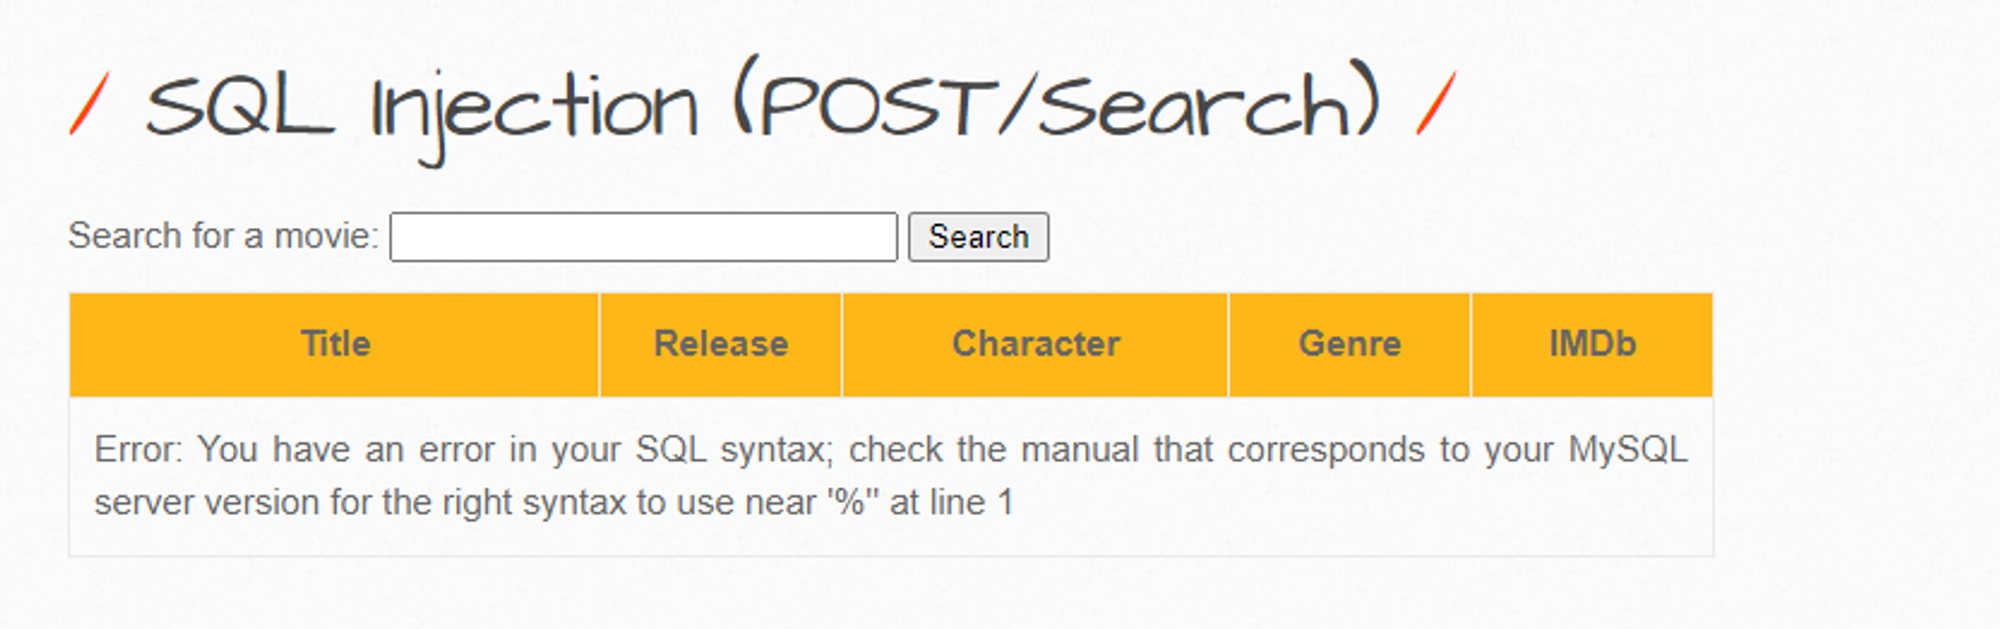 / SQL Injection (POST/Search) /
Search for a movie: Search
Title Release Character Genre IMDb
Error: You have an error in your SQL syntax; check the manual that corresponds to your MySQL
server version for the right syntax to use near '%'' at line 1